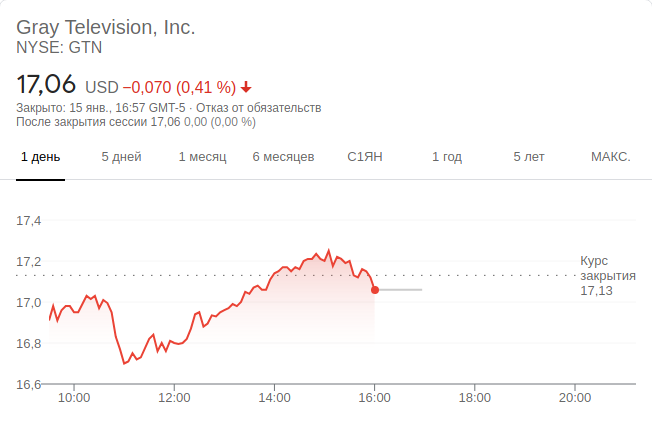 Gray Television, Inc.
NYSE: GTN
17,06 USD −0,070 (0,41 %)
Закрыто: 15 янв., 16:57 GMT-5 · Отказ от обязательств
После закрытия сессии 17,06 0,00 (0,00 %)
1 день 5 дней 1 месяц 6 месяцев С1ЯН 1 год 5 лет МАКС.
17,4
17,2
17,0
16,8
16,6
Курс
закрытия
17,13
10:00 12:00 14:00 16:00 18:00 20:00